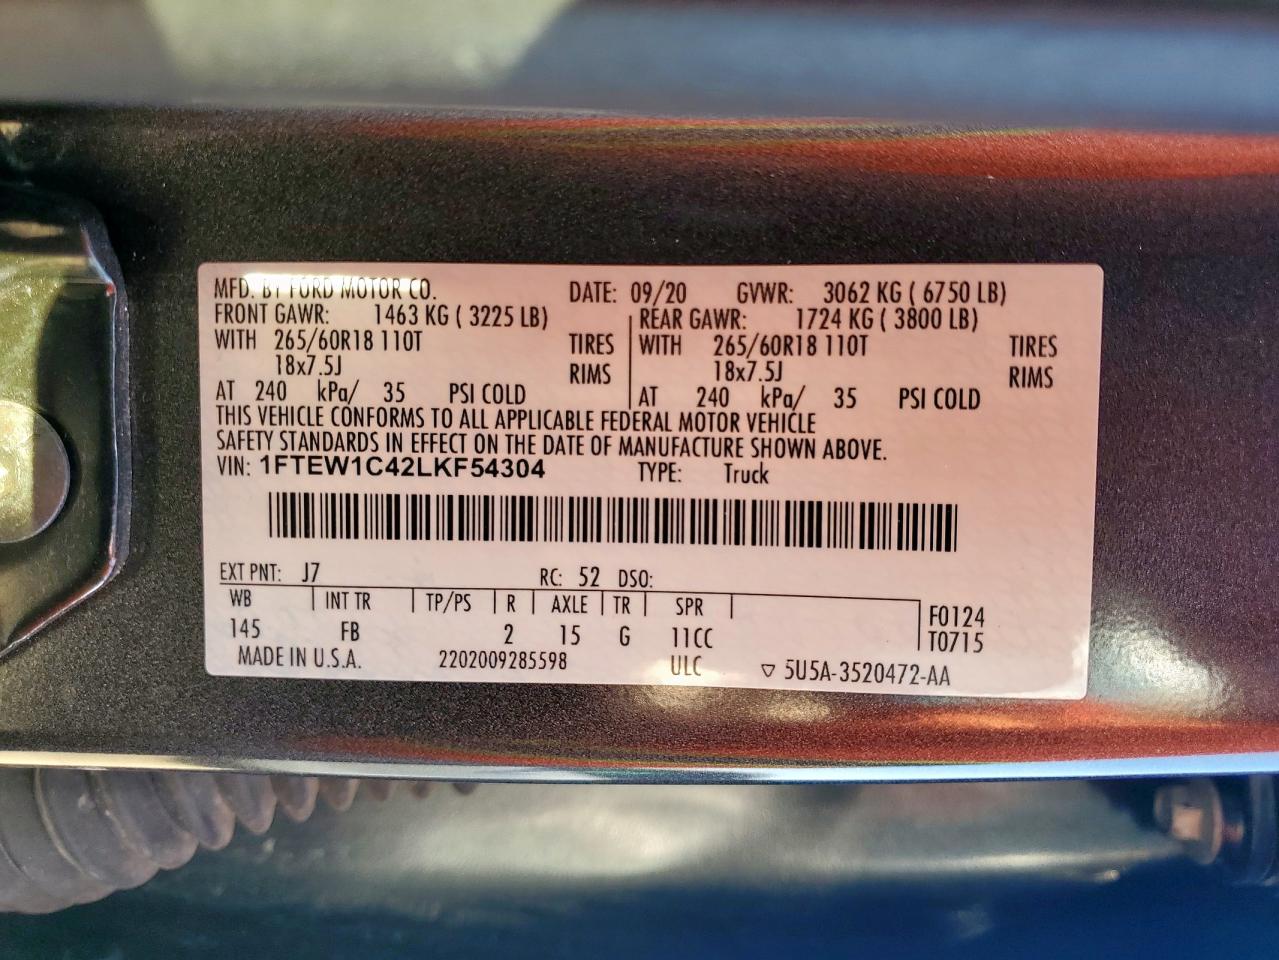 MFD. BY FORD MOTOR CO. DATE: 09/20 GVWR: 3062 KG ( 6750 LB)
FRONT GAWR: 1463 KG ( 3225 LB) REAR GAWR: 1724 KG ( 3800 LB)
WITH 265/60R18 110T TIRES WITH 265/60R18 110T TIRES
18x7.5J RIMS 18x7.5J RIMS
AT 240 kPa/ 35 PSI COLD AT 240 kPa/ 35 PSI COLD
THIS VEHICLE CONFORMS TO ALL APPLICABLE FEDERAL MOTOR VEHICLE
SAFETY STANDARDS IN EFFECT ON THE DATE OF MANUFACTURE SHOWN ABOVE.
VIN: 1FTEW1C42LKF54304 TYPE: Truck
EXT PNT: J7 RC: 52 DSO:
WB INT TR TP/PS R AXLE TR SPR F0124
145 FB 2 15 G 11CC T0715
MADE IN U.S.A. 2202009285598 ULC ▽ 5U5A-3520472-AA